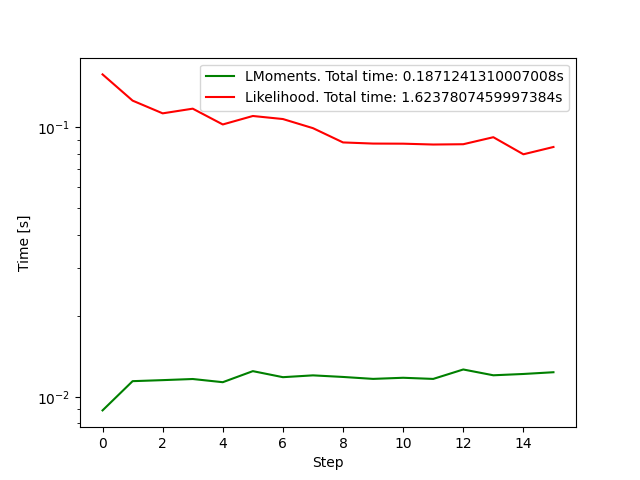 LMoments. Total time: 0.1871241310007008s
Likelihood. Total time: 1.6237807459997384s
10⁻¹
10⁻²
Time [s]
0 2 4 6 8 10 12 14
Step